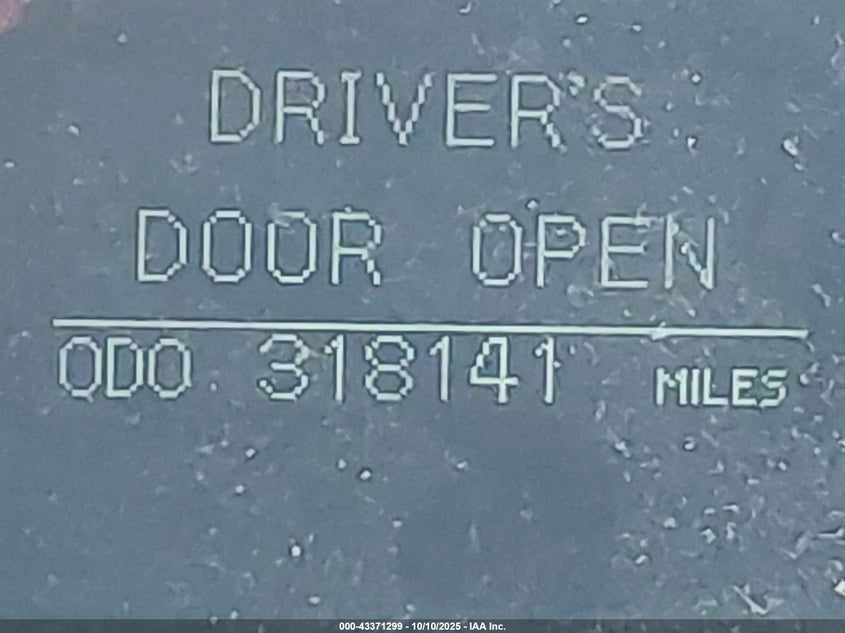 DRIVER'S
DOOR OPEN
ODO 318141 MILES
000-43371299 - 10/10/2025 - IAA Inc.